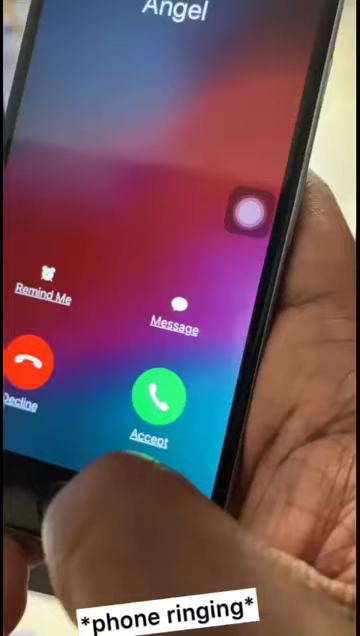 Angel
Remind Me
Message
Decline
Accept
*phone ringing*